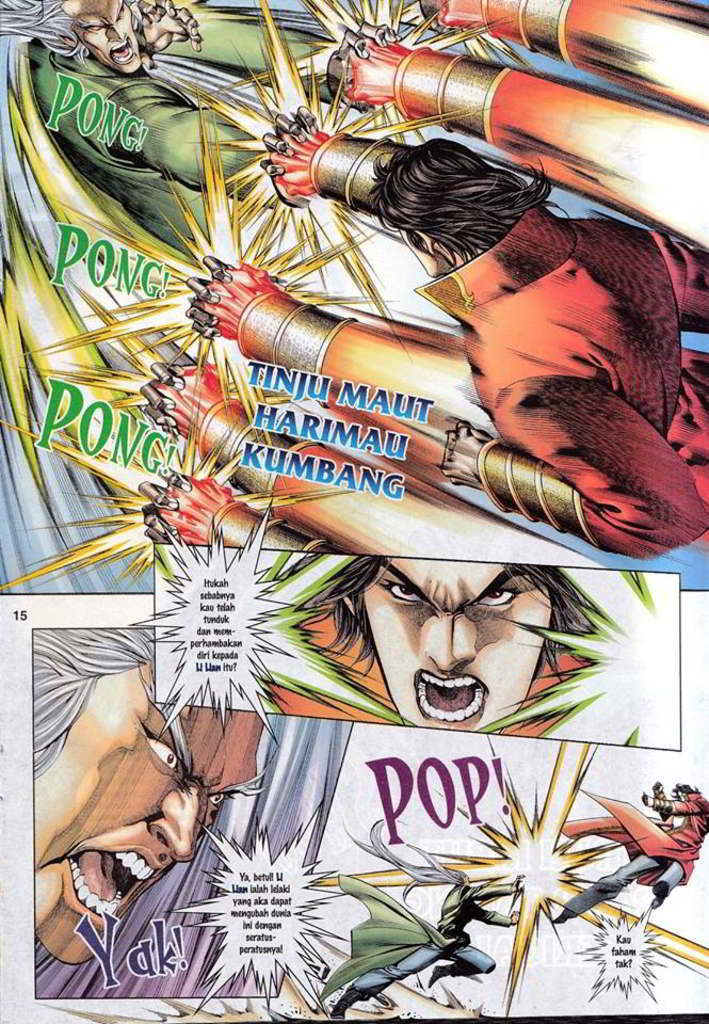 PONG!
PONG!
PONG!
TINJU MAUT
HARIMAU
KUMBANG
15
Itukah
sebabnya
kau telah
tunduk
dan mem-
perhambakan
diri kepada
Li Lian itu?
POP!
Ya, betul! Li
Lian ialah lelaki
yang aka dapat
mengubah dunia
ini dengan
seratus-
peratusnya!
Yak!
Kau
faham
tak?